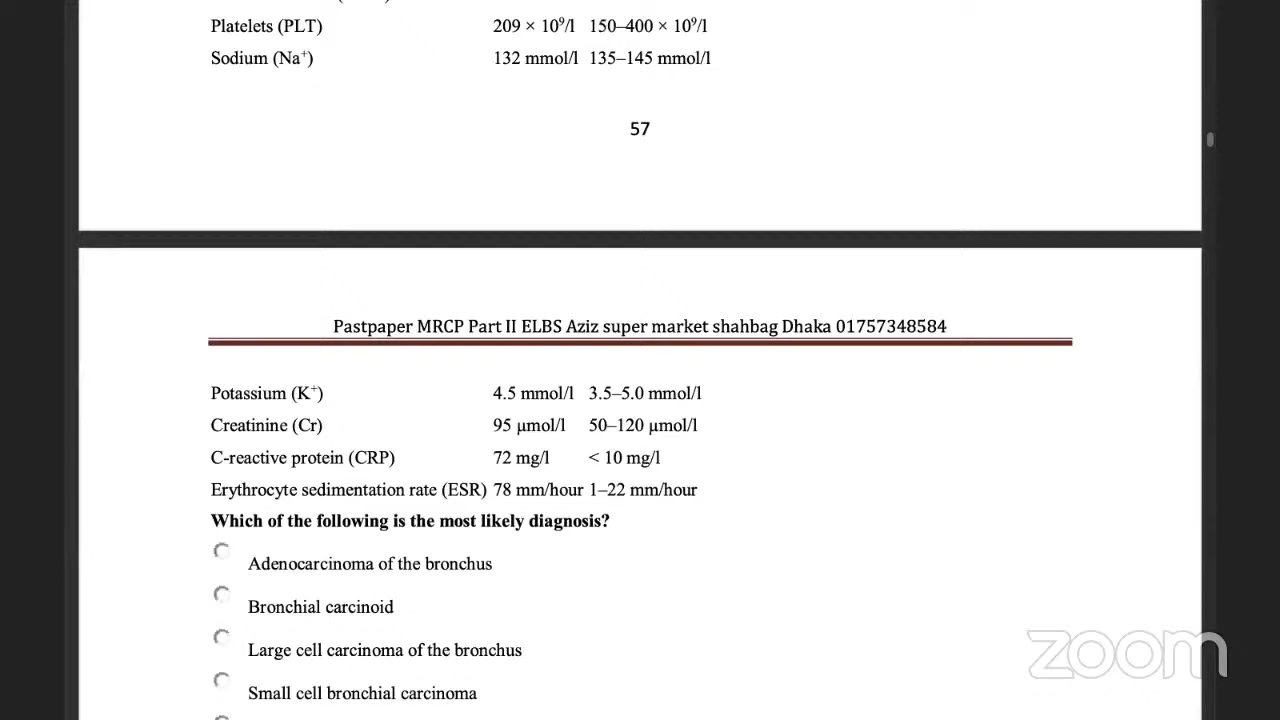 Platelets (PLT) 209 × 10⁹/l 150–400 × 10⁹/l
Sodium (Na⁺) 132 mmol/l 135–145 mmol/l
57
Pastpaper MRCP Part II ELBS Aziz super market shahbag Dhaka 01757348584
Potassium (K⁺) 4.5 mmol/l 3.5–5.0 mmol/l
Creatinine (Cr) 95 µmol/l 50–120 µmol/l
C-reactive protein (CRP) 72 mg/l < 10 mg/l
Erythrocyte sedimentation rate (ESR) 78 mm/hour 1–22 mm/hour
Which of the following is the most likely diagnosis?
Adenocarcinoma of the bronchus
Bronchial carcinoid
Large cell carcinoma of the bronchus
Small cell bronchial carcinoma
zoom